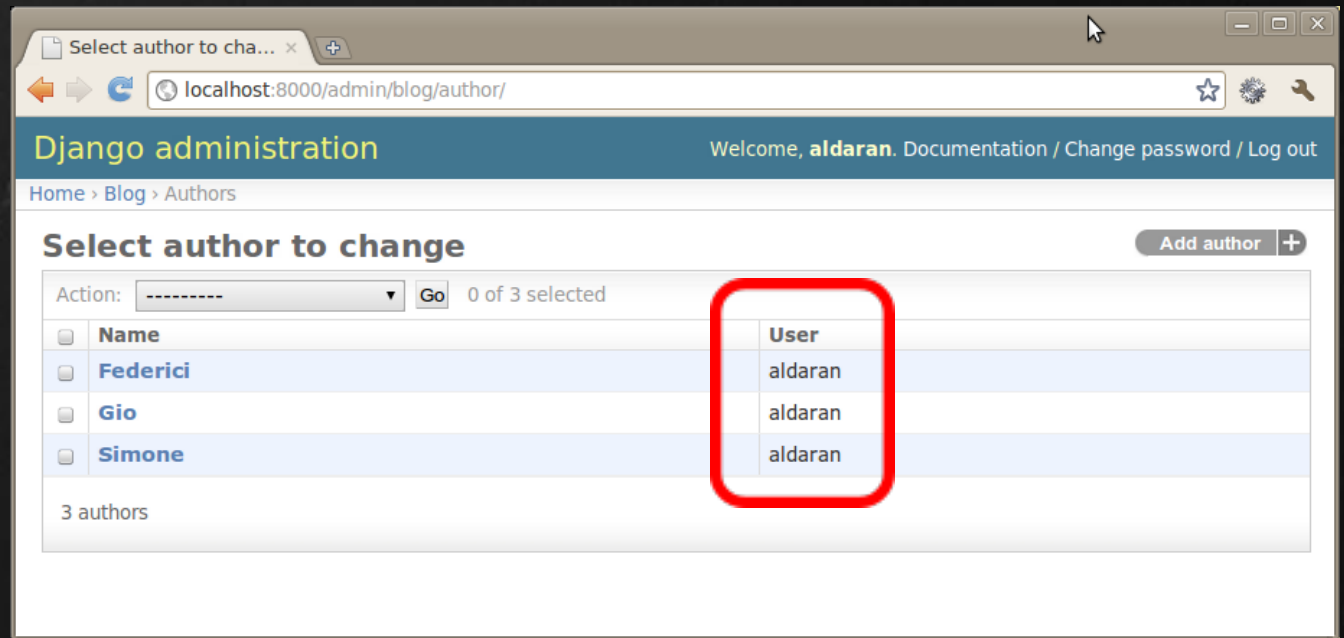 Select author to cha...
localhost:8000/admin/blog/author/
Django administration
Welcome, aldaran. Documentation / Change password / Log out
Home › Blog › Authors
Select author to change
Add author
Action: --------- Go 0 of 3 selected
Name User
Federici aldaran
Gio aldaran
Simone aldaran
3 authors